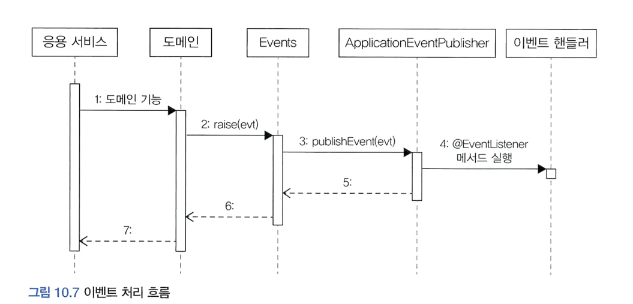 응용 서비스
도메인
Events
ApplicationEventPublisher
이벤트 핸들러
1: 도메인 기능
2: raise(evt)
3: publishEvent(evt)
4: @EventListener
메서드 실행
5:
6:
7:
그림 10.7 이벤트 처리 흐름